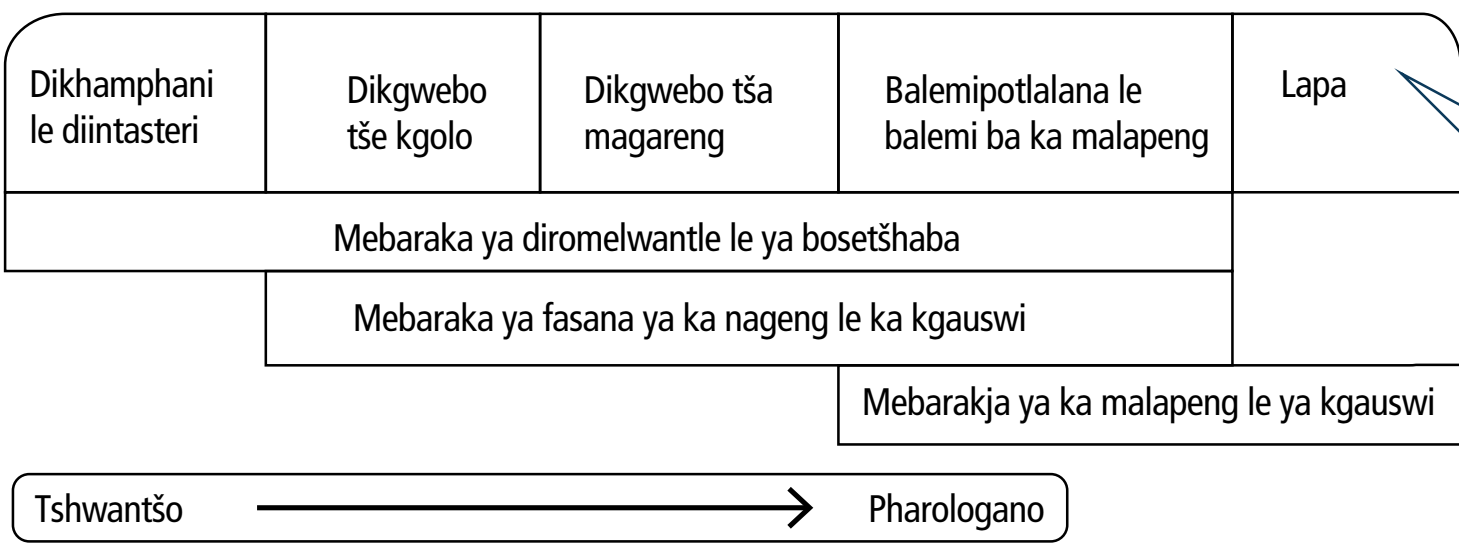 Dikhamphani
le diintasteri
Dikgwebo
tše kgolo
Dikgwebo tša
magareng
Balemipotlalana le
balemi ba ka malapeng
Lapa
Mebaraka ya diromelwantle le ya bosetšhaba
Mebaraka ya fasana ya ka nageng le ka kgauswi
Mebarakja ya ka malapeng le ya kgauswi
Tshwantšo
Pharologano